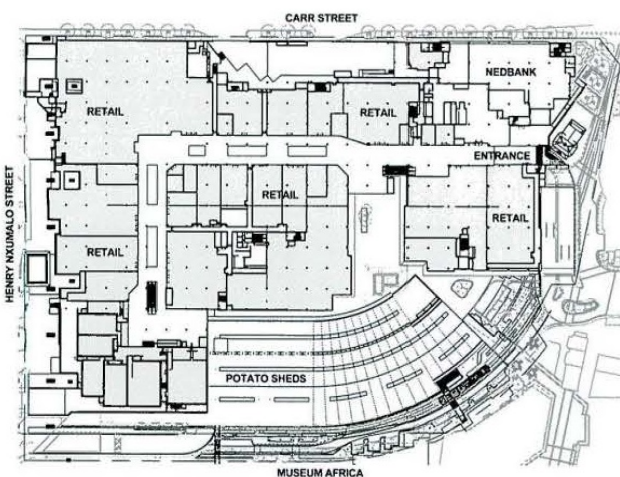 CARR STREET
NEDBANK
RETAIL
RETAIL
ENTRANCE
RETAIL
RETAIL
RETAIL
HENRY NXUMALO STREET
POTATO SHEDS
MUSEUM AFRICA